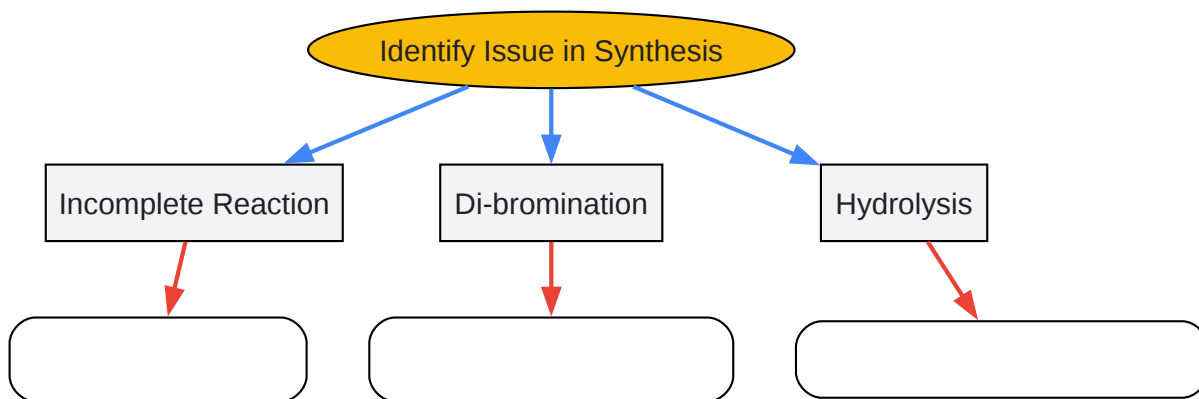 Identify Issue in Synthesis
Incomplete Reaction
Di-bromination
Hydrolysis